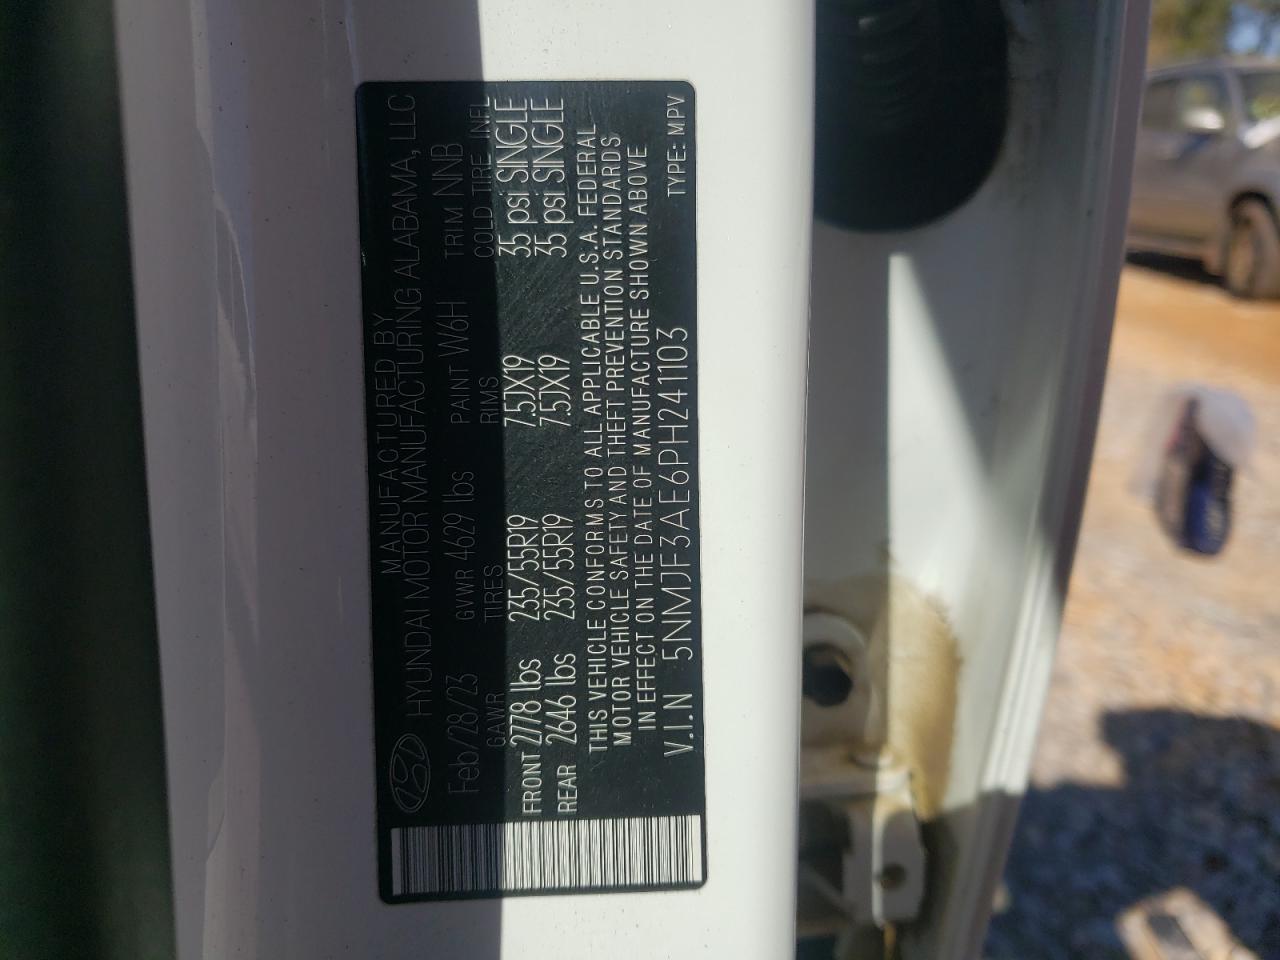 MANUFACTURED BY
HYUNDAI MOTOR MANUFACTURING ALABAMA, LLC
Feb/28/23 GVWR 4629 lbs PAINT W6H TRIM NNB
GAWR TIRES RIMS COLD TIRE INFL
FRONT 2778 lbs 235/55R19 7.5JX19 35 psi SINGLE
REAR 2646 lbs 235/55R19 7.5JX19 35 psi SINGLE
THIS VEHICLE CONFORMS TO ALL APPLICABLE U.S.A. FEDERAL
MOTOR VEHICLE SAFETY AND THEFT PREVENTION STANDARDS
IN EFFECT ON THE DATE OF MANUFACTURE SHOWN ABOVE
V.I.N 5NMJF3AE6PH241103 TYPE: MPV